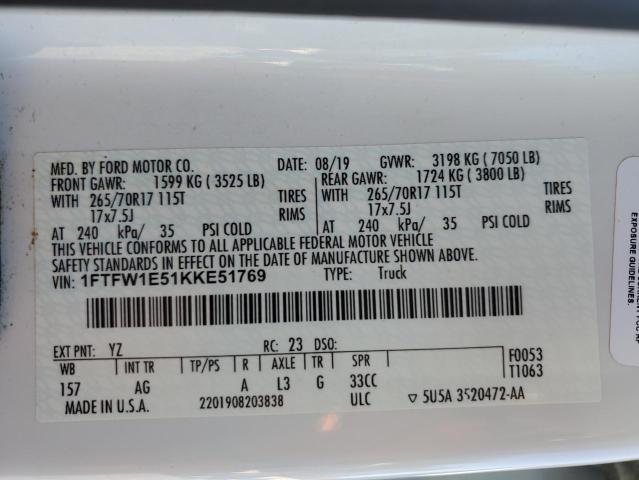 MFD. BY FORD MOTOR CO. DATE: 08/19 GVWR: 3198 KG ( 7050 LB)
FRONT GAWR: 1599 KG ( 3525 LB) REAR GAWR: 1724 KG ( 3800 LB)
WITH 265/70R17 115T TIRES WITH 265/70R17 115T TIRES
17x7.5J RIMS 17x7.5J RIMS
AT 240 kPa/ 35 PSI COLD AT 240 kPa/ 35 PSI COLD
THIS VEHICLE CONFORMS TO ALL APPLICABLE FEDERAL MOTOR VEHICLE
SAFETY STANDARDS IN EFFECT ON THE DATE OF MANUFACTURE SHOWN ABOVE.
VIN: 1FTFW1E51KKE51769 TYPE: Truck
EXT PNT: YZ RC: 23 DSO:
WB INT TR TP/PS R AXLE TR SPR F0053
157 AG A L3 G 33CC T1063
MADE IN U.S.A. 2201908203838 ULC ▽ 5U5A 3520472-AA
EXPOSURE GUIDELINES.